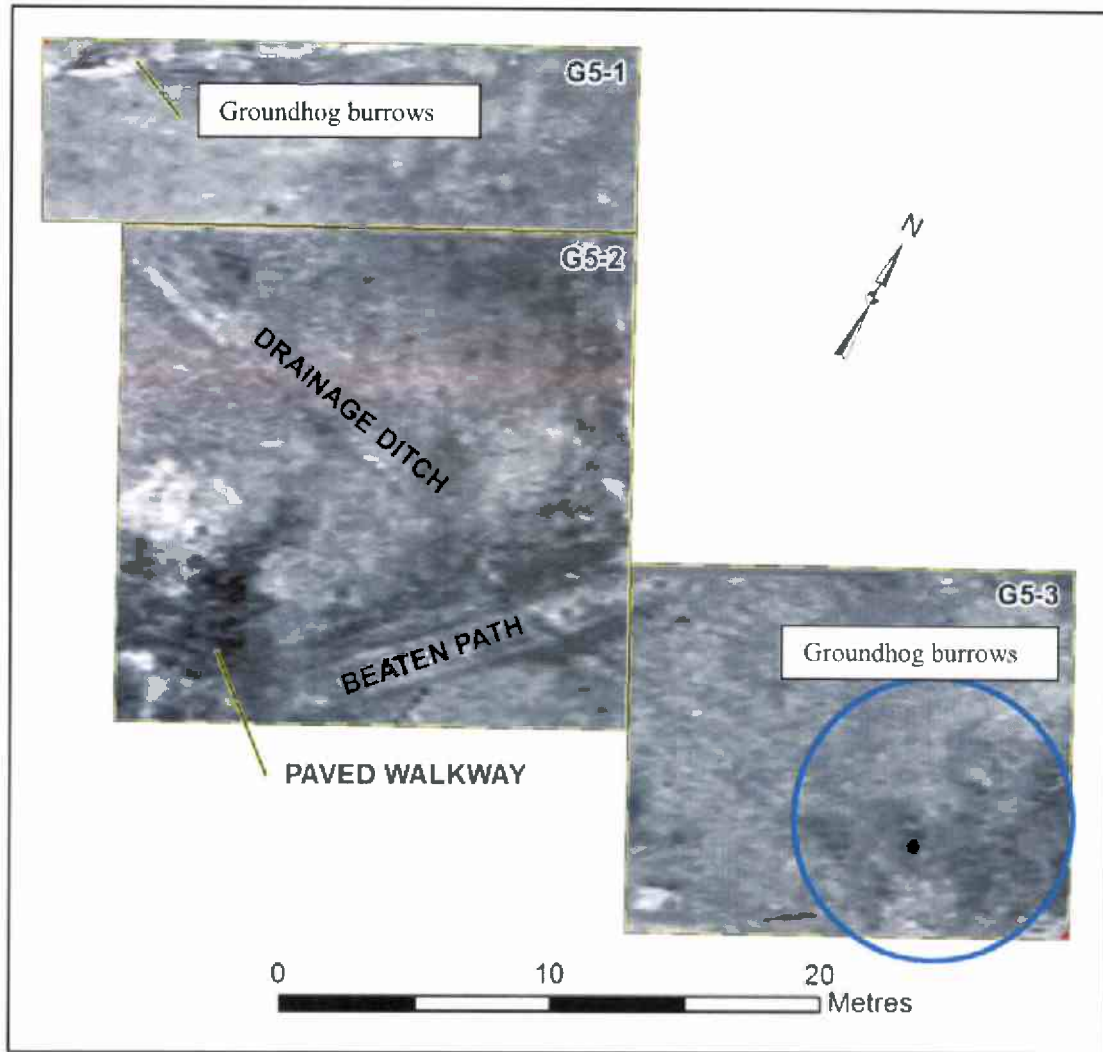 G5-1
Groundhog burrows
G5-2
N
DRAINAGE DITCH
BEATEN PATH
G5-3
Groundhog burrows
PAVED WALKWAY
0 10 20
Metres